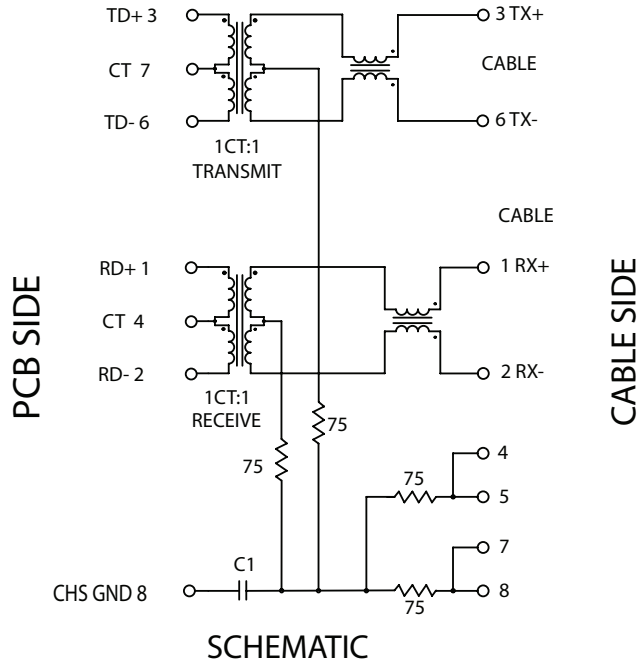 TD+ 3
3 TX+
CT 7
CABLE
TD- 6
6 TX-
1CT:1
TRANSMIT
CABLE
RD+ 1
1 RX+
CT 4
RD- 2
2 RX-
1CT:1
RECEIVE
PCB SIDE
CABLE SIDE
75
75
4
75
5
7
C1
CHS GND 8
8
75
SCHEMATIC